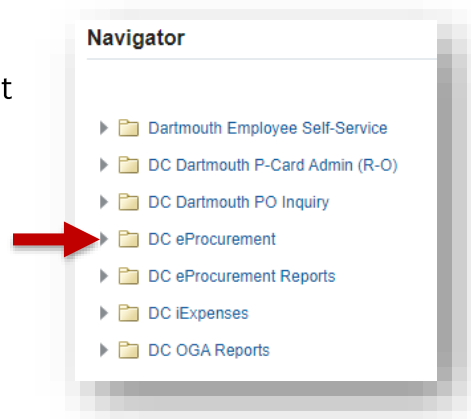 Navigator
t
Dartmouth Employee Self-Service
DC Dartmouth P-Card Admin (R-O)
DC Dartmouth PO Inquiry
DC eProcurement
DC eProcurement Reports
DC iExpenses
DC OGA Reports